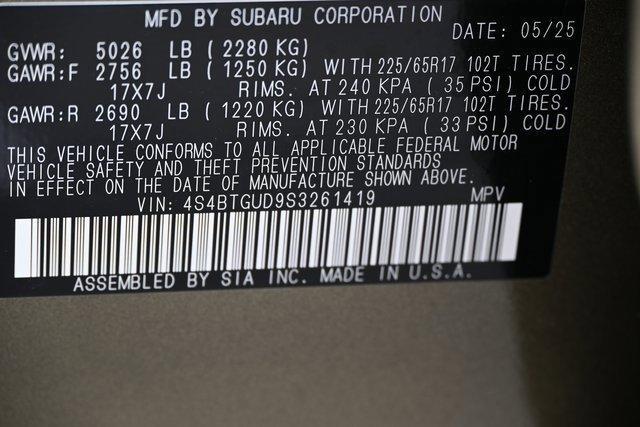 MFD BY SUBARU CORPORATION
DATE: 05/25
GVWR: 5026 LB ( 2280 KG)
GAWR:F 2756 LB ( 1250 KG) WITH 225/65R17 102T TIRES.
17X7J RIMS. AT 240 KPA ( 35 PSI) COLD
GAWR:R 2690 LB ( 1220 KG) WITH 225/65R17 102T TIRES.
17X7J RIMS. AT 230 KPA ( 33 PSI) COLD
THIS VEHICLE CONFORMS TO ALL APPLICABLE FEDERAL MOTOR
VEHICLE SAFETY AND THEFT PREVENTION STANDARDS
IN EFFECT ON THE DATE OF MANUFACTURE SHOWN ABOVE.
VIN: 4S4BTGUD9S3261419 MPV
ASSEMBLED BY SIA INC. MADE IN U.S.A.